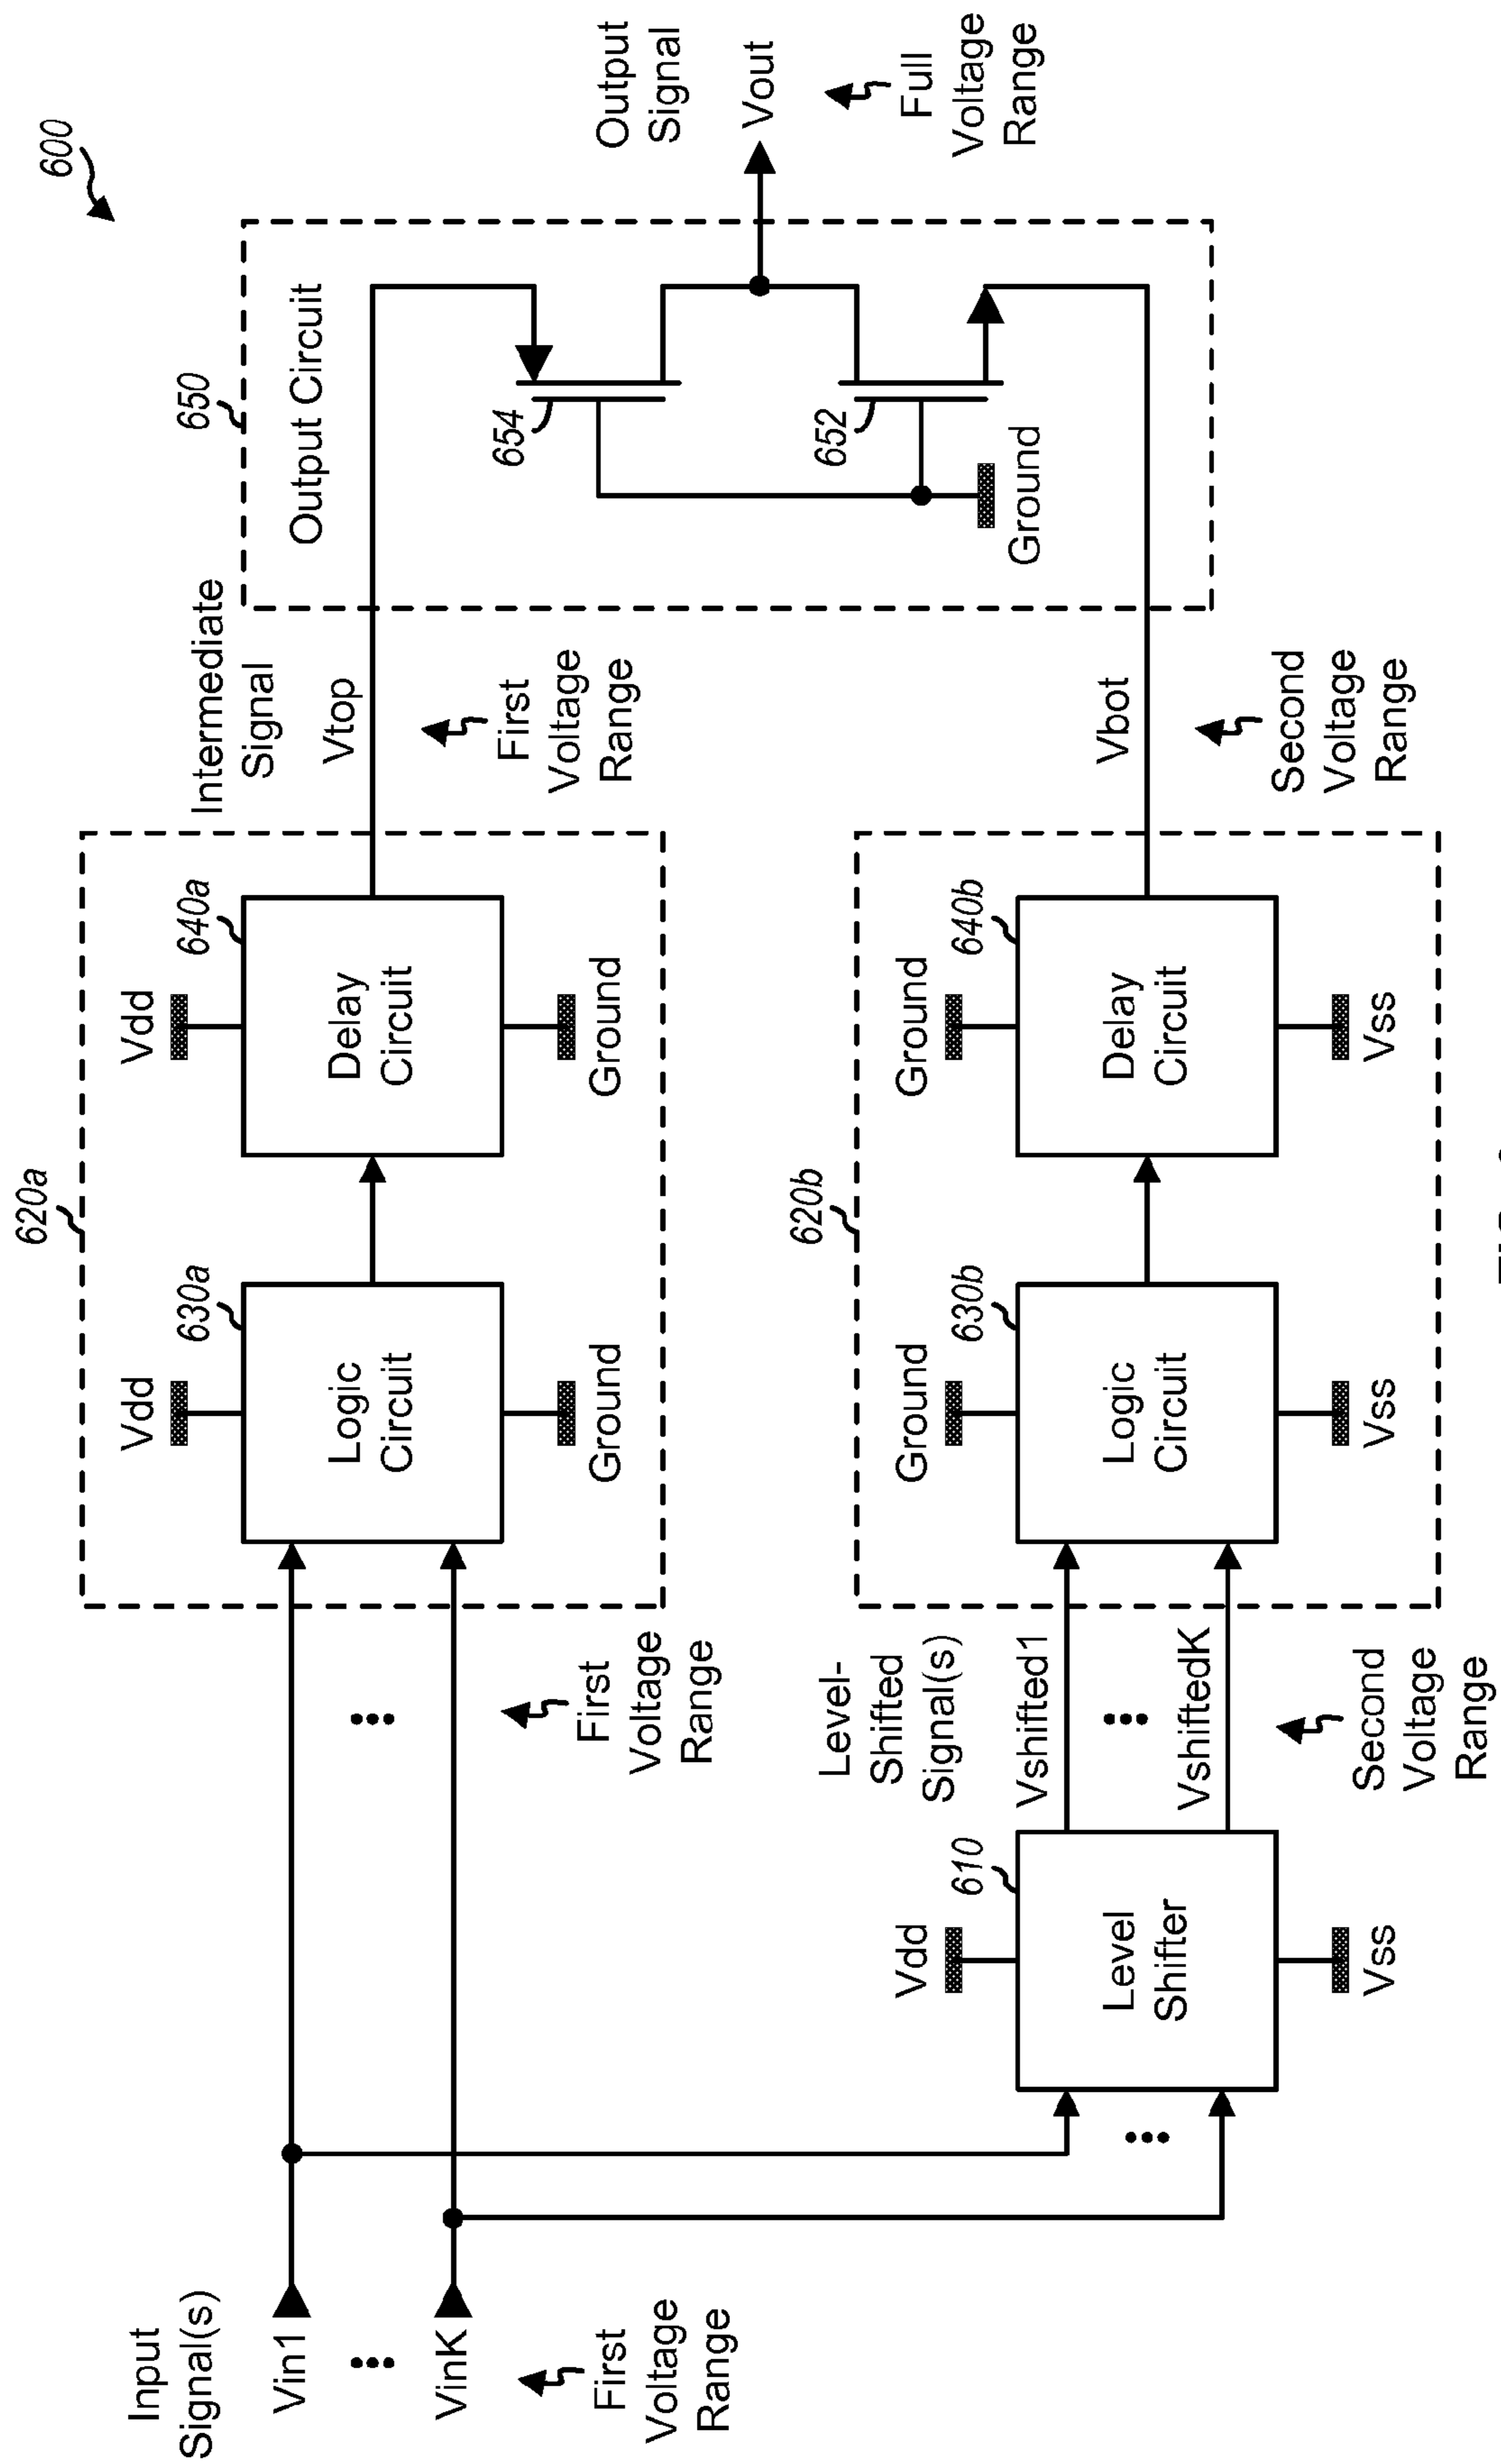 600
Input
Signal(s)
Vin1
VinK
First
Voltage
Range
620a
Vdd
630a
Logic
Circuit
Ground
Vdd
640a
Delay
Circuit
Ground
First
Voltage
Range
Intermediate
Signal
Vtop
First
Voltage
Range
650
Output Circuit
654
652
Ground
Output
Signal
Vout
Full
Voltage
Range
Vdd
610
Level
Shifter
Vss
Level-
Shifted
Signal(s)
Vshifted1
VshiftedK
Second
Voltage
Range
620b
Ground
630b
Logic
Circuit
Vss
Ground
640b
Delay
Circuit
Vss
Vbot
Second
Voltage
Range